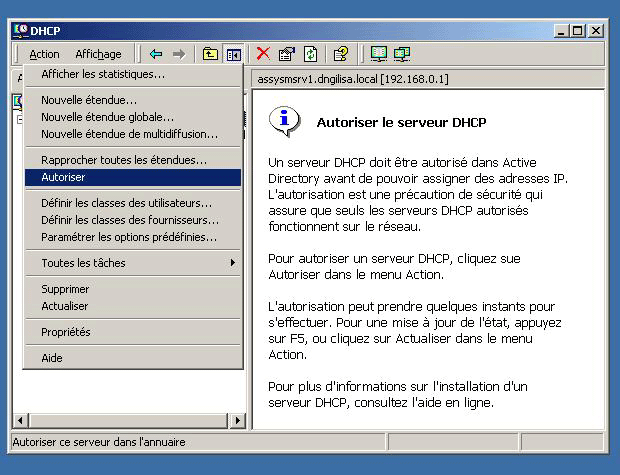 DHCP
Action Affichage
A
assysmsrv1.dngilisa.local [192.168.0.1]
Afficher les statistiques...
Nouvelle étendue...
Nouvelle étendue globale...
Nouvelle étendue de multidiffusion...
Rapprocher toutes les étendues...
Autoriser
Définir les classes des utilisateurs...
Définir les classes des fournisseurs...
Paramétrer les options prédéfinies...
Toutes les tâches
Supprimer
Actualiser
Propriétés
Aide
Autoriser le serveur DHCP
Un serveur DHCP doit être autorisé dans Active
Directory avant de pouvoir assigner des adresses IP.
L'autorisation est une précaution de sécurité qui
assure que seuls les serveurs DHCP autorisés
fonctionnent sur le réseau.
Pour autoriser un serveur DHCP, cliquez sue
Autoriser dans le menu Action.
L'autorisation peut prendre quelques instants pour
s'effectuer. Pour une mise à jour de l'état, appuyez
sur F5, ou cliquez sur Actualiser dans le menu
Action.
Pour plus d'informations sur l'installation d'un
serveur DHCP, consultez l'aide en ligne.
Autoriser ce serveur dans l'annuaire